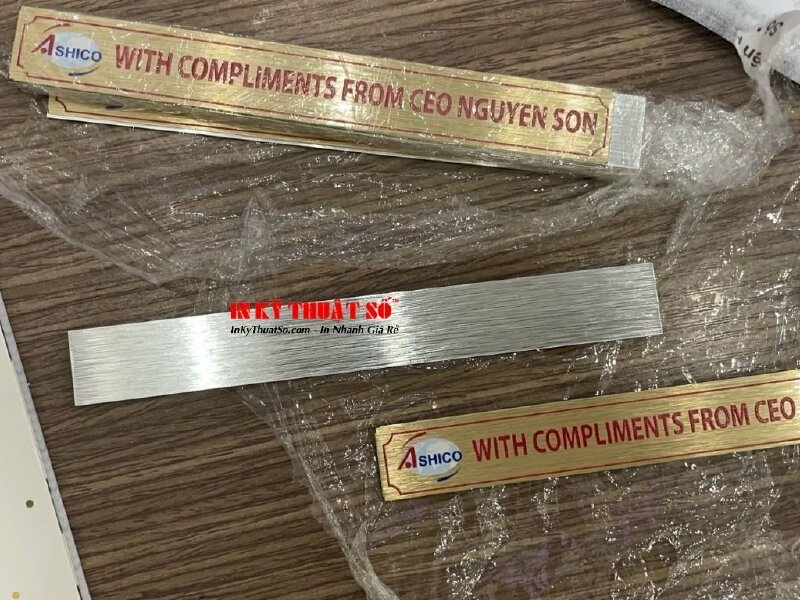 ASHICO WITH COMPLIMENTS FROM CEO NGUYEN SON
IN KỸ THUẬT SỐ™
InKyThuatSo.com - In Nhanh Giá Rẻ
ASHICO WITH COMPLIMENTS FROM CEO